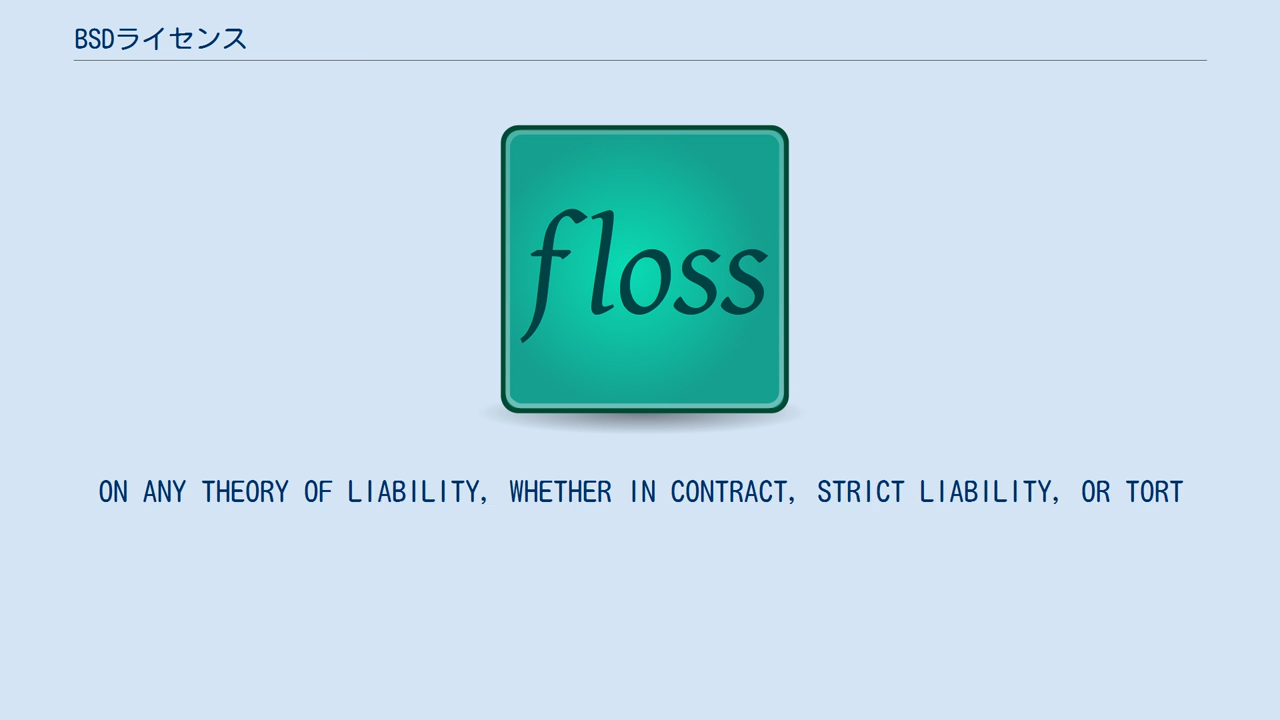 BSDライセンス
floss
ON ANY THEORY OF LIABILITY, WHETHER IN CONTRACT, STRICT LIABILITY, OR TORT